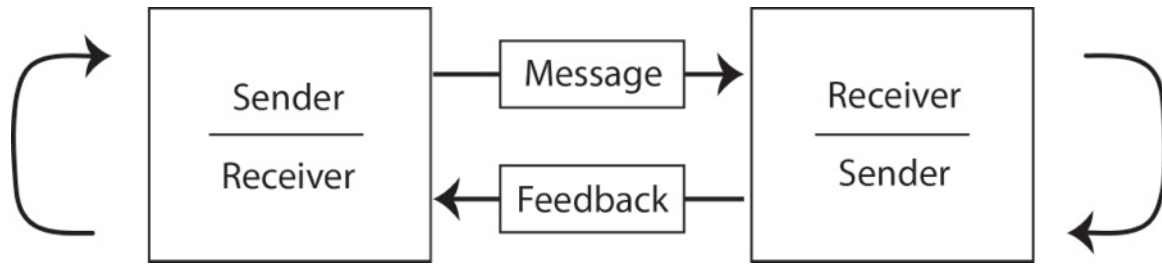 Sender
Receiver
Message
Feedback
Receiver
Sender